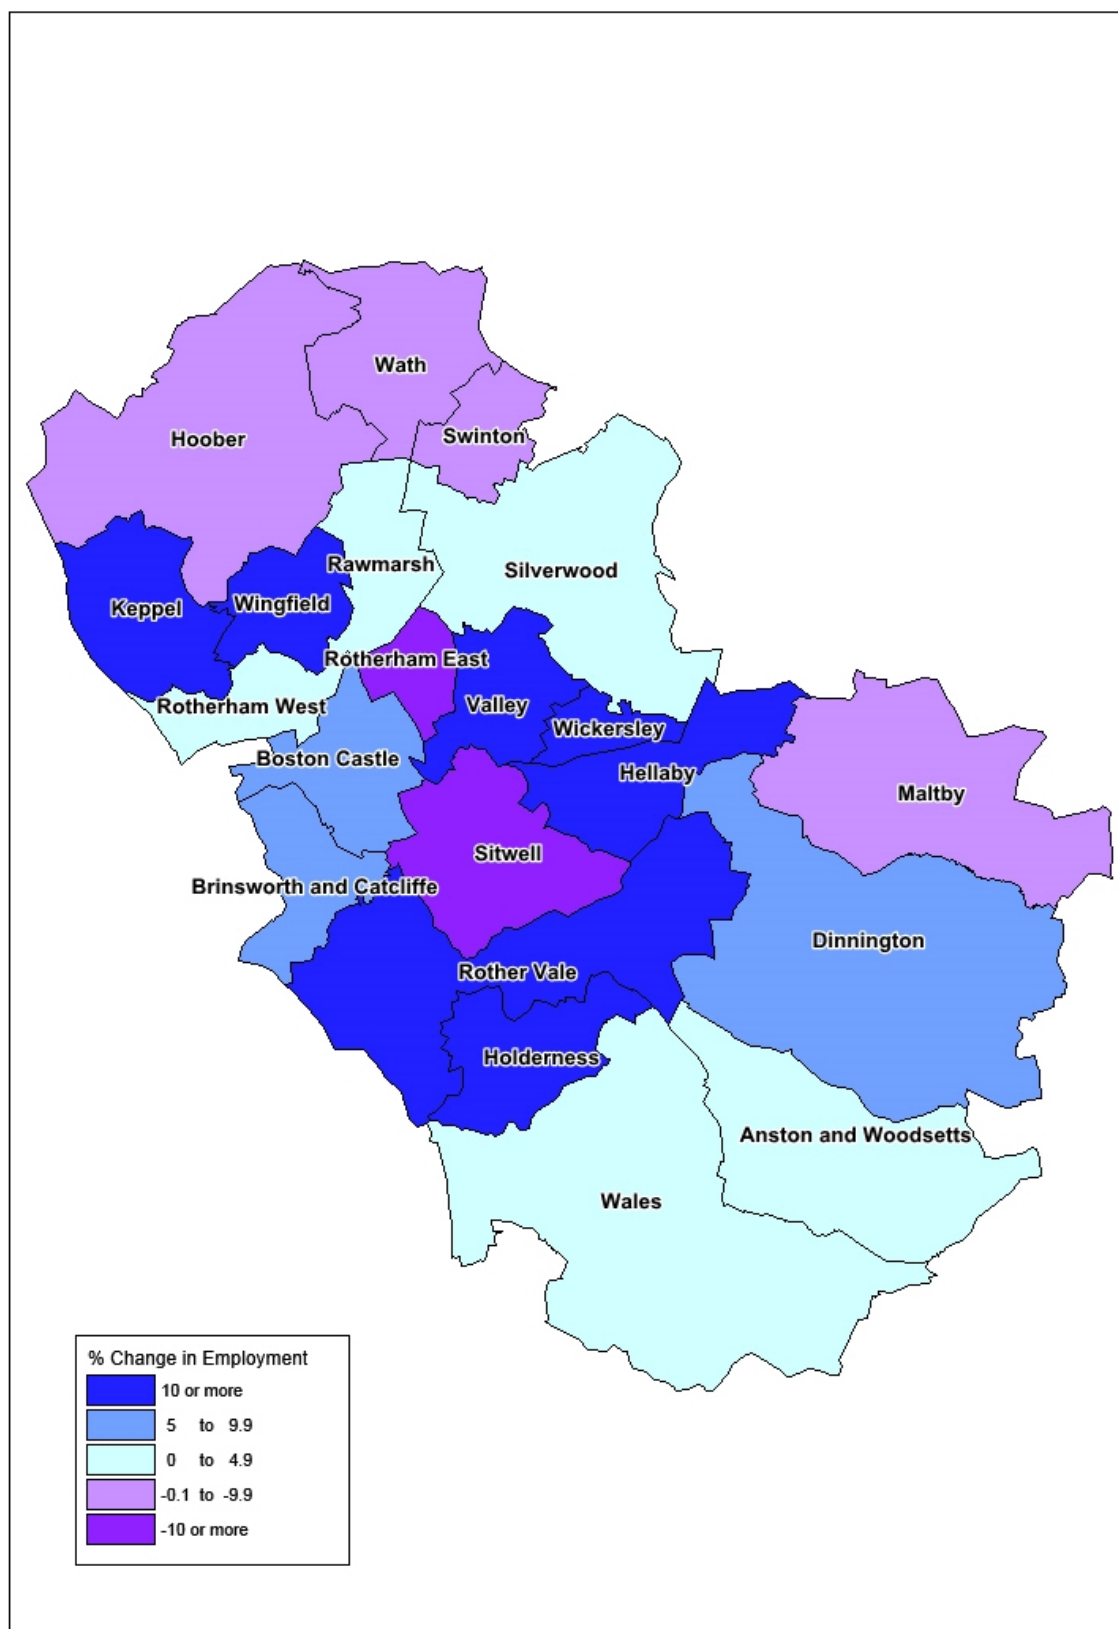 Wath
Swinton
Hoober
Rawmarsh
Silverwood
Keppel
Wingfield
Rotherham East
Rotherham West
Valley
Wickersley
Boston Castle
Hellaby
Maltby
Sitwell
Brinsworth and Catcliffe
Dinnington
Rother Vale
Holderness
Anston and Woodsetts
Wales
% Change in Employment
10 or more
5 to 9.9
0 to 4.9
-0.1 to -9.9
-10 or more